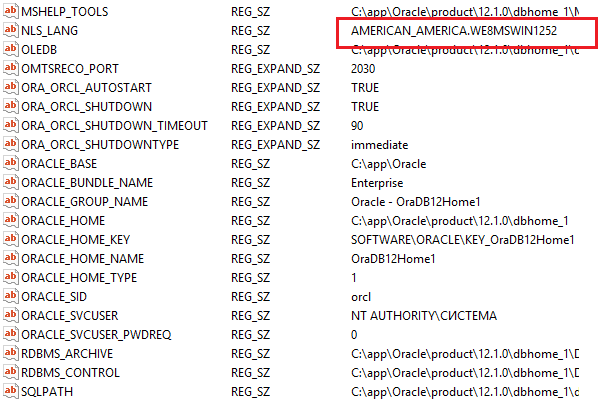 MSHELP_TOOLS REG_SZ C:\app\Oracle\product\12.1.0\dbhome_1\M
NLS_LANG REG_SZ AMERICAN_AMERICA.WE8MSWIN1252
OLEDB REG_SZ C:\app\Oracle\product\12.1.0\dbhome_1\o
OMTSRECO_PORT REG_EXPAND_SZ 2030
ORA_ORCL_AUTOSTART REG_EXPAND_SZ TRUE
ORA_ORCL_SHUTDOWN REG_EXPAND_SZ TRUE
ORA_ORCL_SHUTDOWN_TIMEOUT REG_EXPAND_SZ 90
ORA_ORCL_SHUTDOWNTYPE REG_EXPAND_SZ immediate
ORACLE_BASE REG_SZ C:\app\Oracle
ORACLE_BUNDLE_NAME REG_SZ Enterprise
ORACLE_GROUP_NAME REG_SZ Oracle - OraDB12Home1
ORACLE_HOME REG_SZ C:\app\Oracle\product\12.1.0\dbhome_1
ORACLE_HOME_KEY REG_SZ SOFTWARE\ORACLE\KEY_OraDB12Home1
ORACLE_HOME_NAME REG_SZ OraDB12Home1
ORACLE_HOME_TYPE REG_SZ 1
ORACLE_SID REG_SZ orcl
ORACLE_SVCUSER REG_SZ NT AUTHORITY\СИСТЕМА
ORACLE_SVCUSER_PWDREQ REG_SZ 0
RDBMS_ARCHIVE REG_SZ C:\app\Oracle\product\12.1.0\dbhome_1\D
RDBMS_CONTROL REG_SZ C:\app\Oracle\product\12.1.0\dbhome_1\D
SQLPATH REG_SZ C:\app\Oracle\product\12.1.0\dbhome_1\d